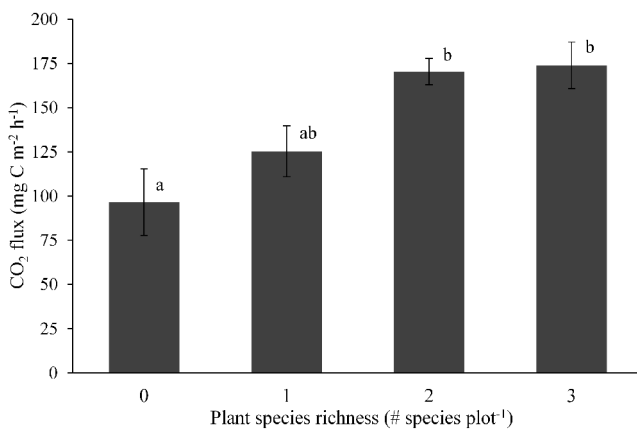 200
175
150
125
100
75
50
25
0
CO₂ flux (mg C m⁻² h⁻¹)
a
ab
b
b
0 1 2 3
Plant species richness (# species plot⁻¹)